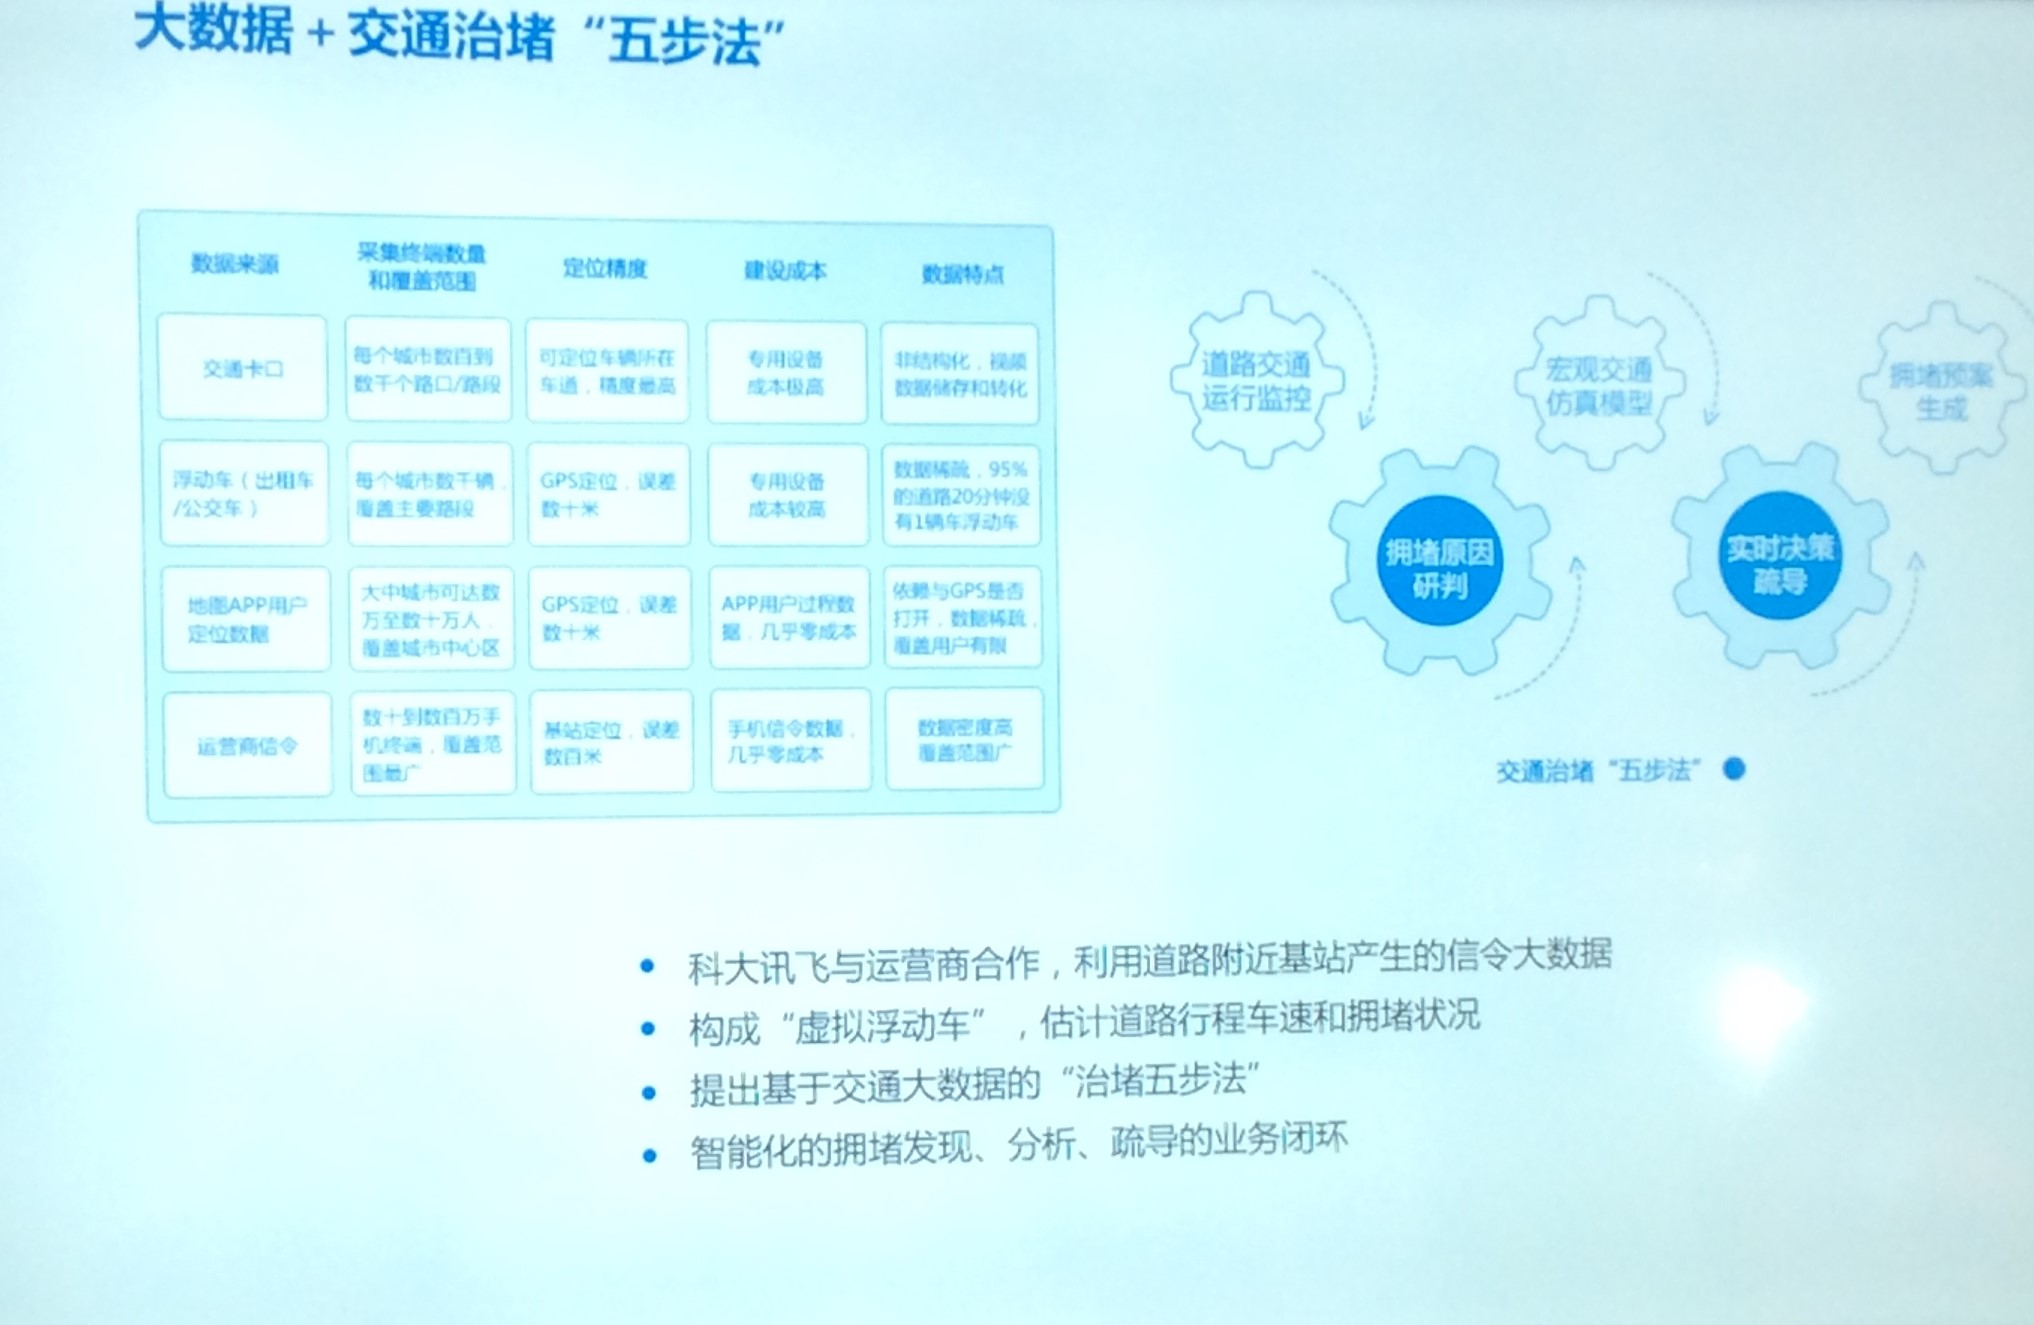 大数据+交通治堵“五步法”
数据来源
采集终端数量
和覆盖范围
定位精度
建设成本
数据特点
交通卡口
每个城市数百到
数千个路口/路段
可定位车辆所在
车道，精度最高
专用设备
成本极高
非结构化，视频
数据储存和转化
浮动车（出租车
/公交车）
每个城市数千辆，
覆盖主要路段
GPS定位，误差
数十米
专用设备
成本较高
数据稀疏，95%
的道路20分钟没
有1辆车浮动车
地图APP用户
定位数据
大中城市可达数
万至数十万人，
覆盖城市中心区
GPS定位，误差
数十米
APP用户过程数
据，几乎零成本
依赖与GPS是否
打开，数据稀疏，
覆盖用户有限
运营商信令
数十到数百万手
机终端，覆盖范
围最广
基站定位，误差
数百米
手机信令数据，
几乎零成本
数据密度高
覆盖范围广
道路交通
运行监控
宏观交通
仿真模型
拥堵预案
生成
拥堵原因
研判
实时决策
疏导
交通治堵“五步法”
科大讯飞与运营商合作，利用道路附近基站产生的信令大数据
构成“虚拟浮动车”，估计道路行程车速和拥堵状况
提出基于交通大数据的“治堵五步法”
智能化的拥堵发现、分析、疏导的业务闭环